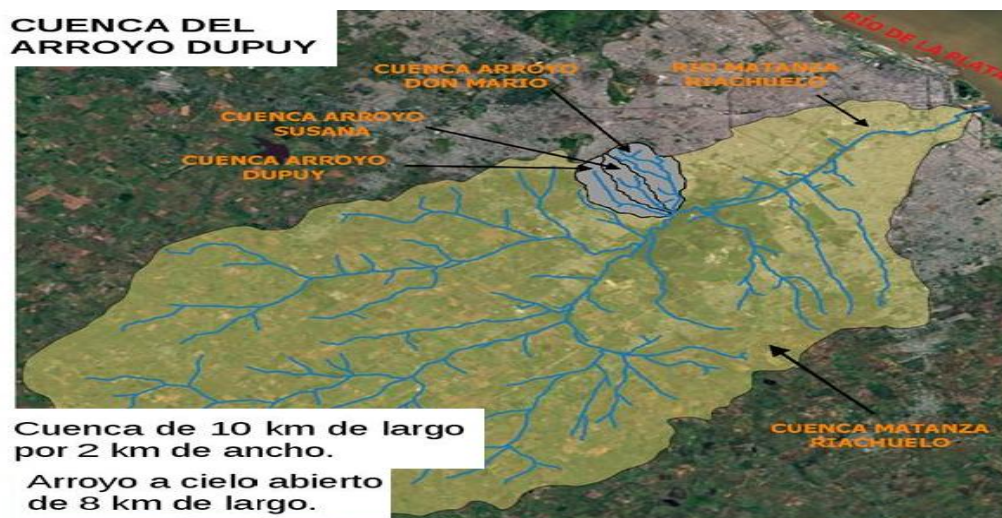 CUENCA DEL
ARROYO DUPUY
RÍO DE LA PLATA
CUENCA ARROYO
DON MARIO
RIO MATANZA
RIACHUELO
CUENCA ARROYO
SUSANA
CUENCA ARROYO
DUPUY
CUENCA MATANZA
RIACHUELO
Cuenca de 10 km de largo
por 2 km de ancho.
Arroyo a cielo abierto
de 8 km de largo.